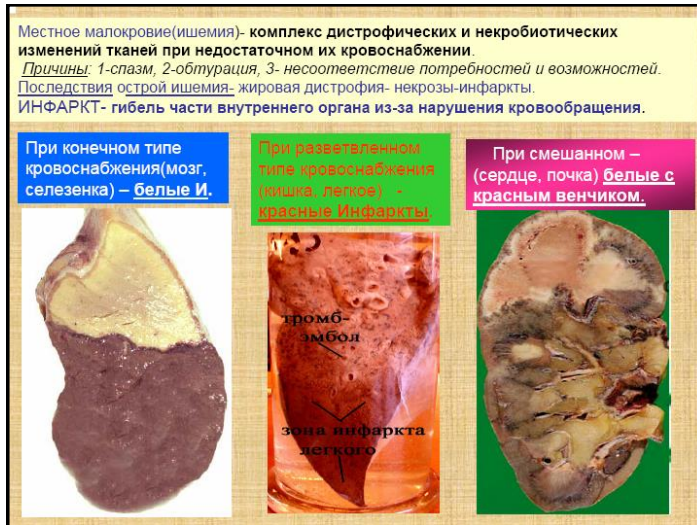 Местное малокровие(ишемия)- комплекс дистрофических и некробиотических
изменений тканей при недостаточном их кровоснабжении.
Причины: 1-спазм, 2-обтурация, 3- несоответствие потребностей и возможностей.
Последствия острой ишемия- жировая дистрофия- некрозы-инфаркты.
ИНФАРКТ- гибель части внутреннего органа из-за нарушения кровообращения.
При конечном типе
кровоснабжения(мозг,
селезенка) – белые И.
При разветвленном
типе кровоснабжения
(кишка, легкое) -
красные Инфаркты.
При смешанном –
(сердце, почка) белые с
красным венчиком.
тромб-
эмбол
зона инфаркта
легкого